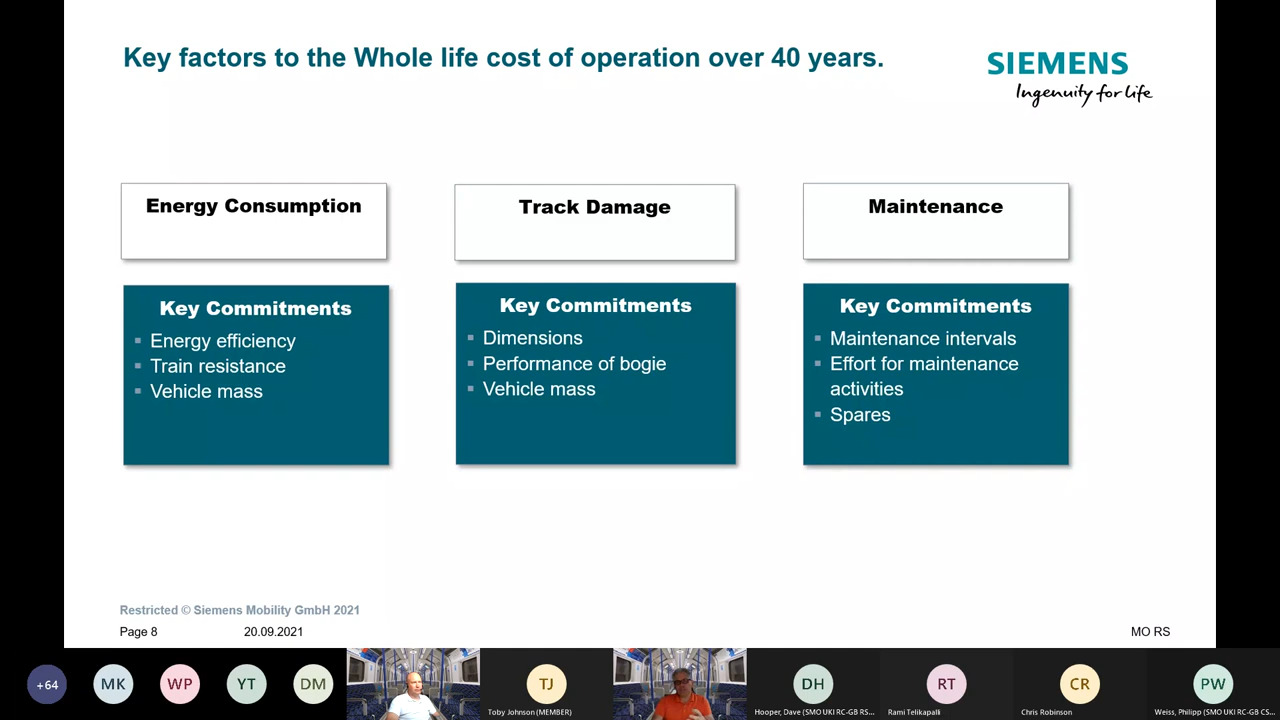 Key factors to the Whole life cost of operation over 40 years.
SIEMENS
Ingenuity for life
Energy Consumption
Track Damage
Maintenance
Key Commitments
▪ Energy efficiency
▪ Train resistance
▪ Vehicle mass
Key Commitments
▪ Dimensions
▪ Performance of bogie
▪ Vehicle mass
Key Commitments
▪ Maintenance intervals
▪ Effort for maintenance
activities
▪ Spares
Restricted © Siemens Mobility GmbH 2021
Page 8
20.09.2021
MO RS
+64
MK
WP
YT
DM
TJ
Toby Johnson (MEMBER)
DH
Hooper, Dave (SMO UKI RC-GB RS...
RT
Rami Telikapalli
CR
Chris Robinson
PW
Weiss, Philipp (SMO UKI RC-GB CS...